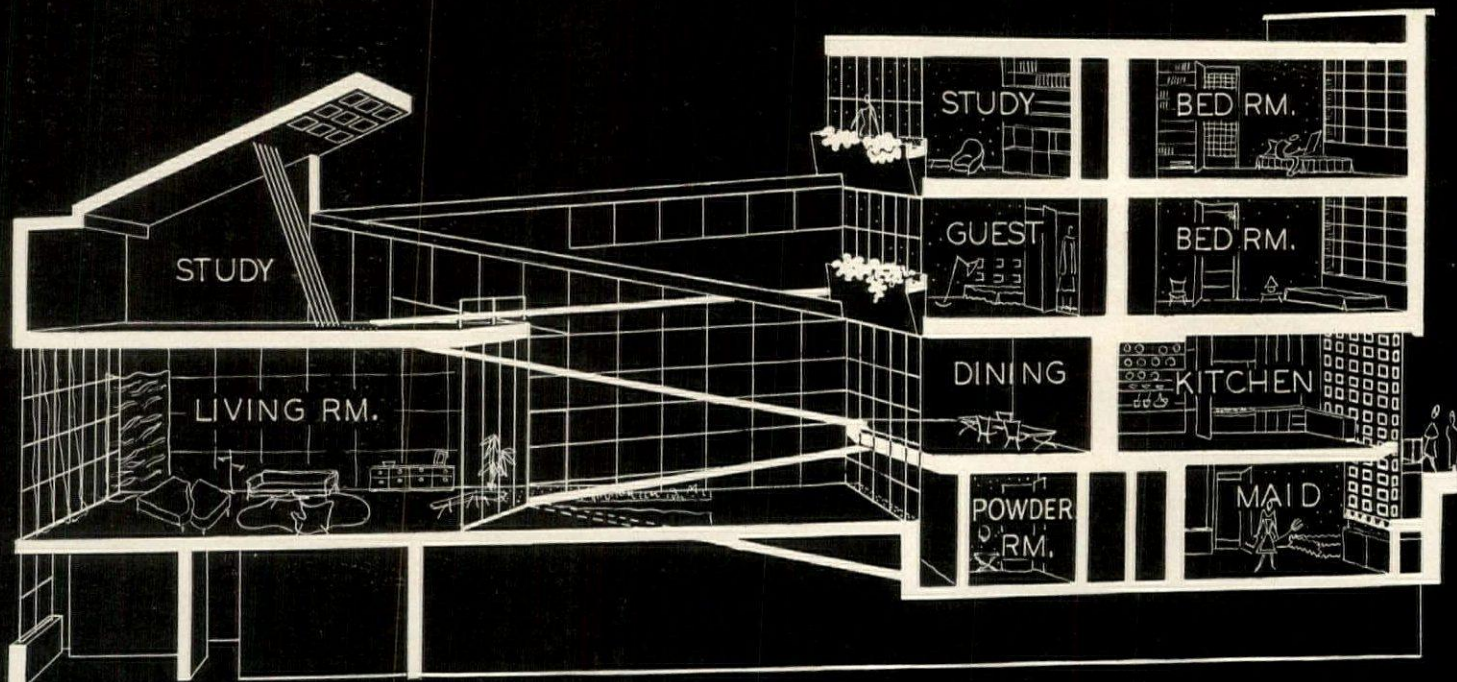 STUDY
BED RM.
GUEST
BED RM.
STUDY
DINING
KITCHEN
LIVING RM.
POWDER
RM.
MAID